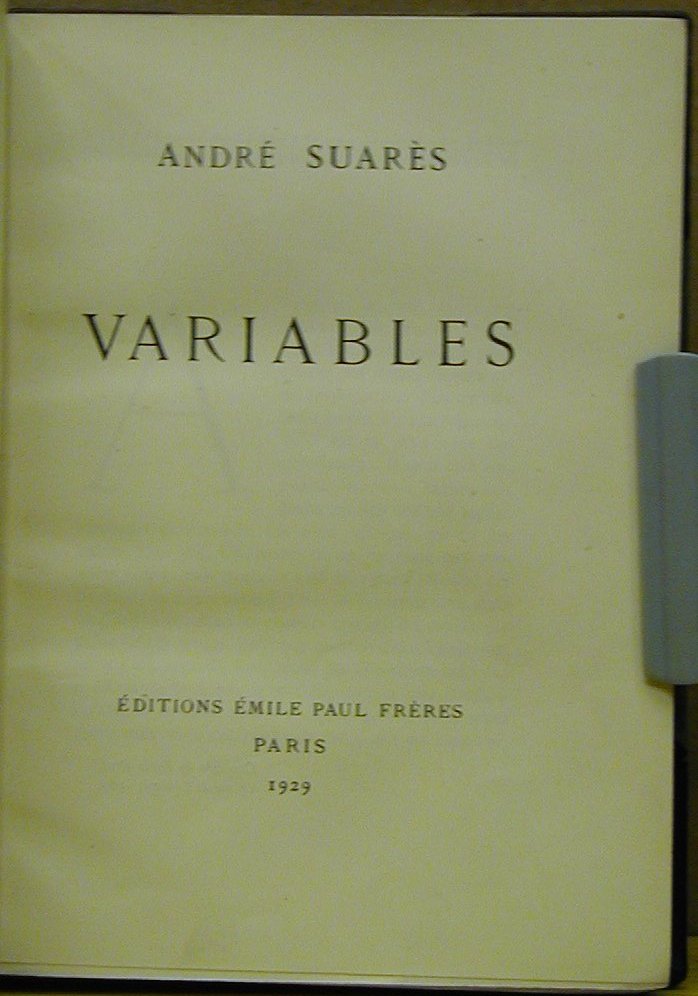 ANDRÉ SUARÈS
VARIABLES
ÉDITIONS ÉMILE PAUL FRÈRES
PARIS
1929